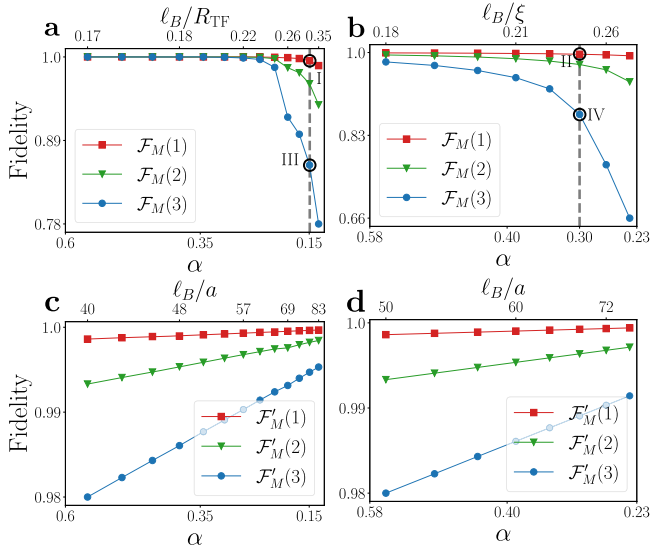 ℓ_B/R_TF
a
0.17 0.18 0.22 0.26 0.35
1.0
0.89
0.78
Fidelity
I
III
F_M(1)
F_M(2)
F_M(3)
0.6 0.35 0.15
α
ℓ_B/ξ
b
0.18 0.21 0.26
1.0
0.83
0.66
II
IV
F_M(1)
F_M(2)
F_M(3)
0.58 0.40 0.30 0.23
α
ℓ_B/a
c
40 48 57 69 83
1.0
0.99
0.98
Fidelity
F′_M(1)
F′_M(2)
F′_M(3)
0.6 0.35 0.15
α
ℓ_B/a
d
50 60 72
1.0
0.99
0.98
F′_M(1)
F′_M(2)
F′_M(3)
0.58 0.40 0.23
α